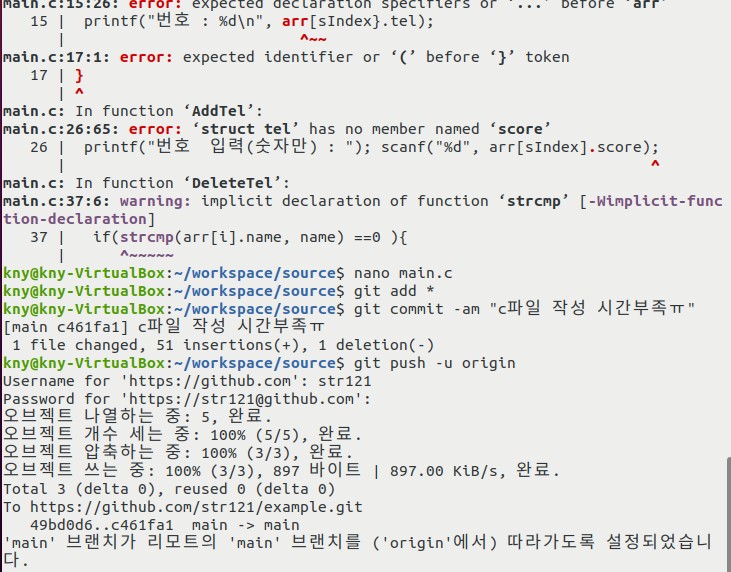 main.c:15:26: error: expected declaration specifiers or ‘...’ before ‘arr’
15 | printf("번호 : %d\n", arr[sIndex}.tel);
| ^~~
main.c:17:1: error: expected identifier or ‘(’ before ‘}’ token
17 | }
| ^
main.c: In function ‘AddTel’:
main.c:26:65: error: ‘struct tel’ has no member named ‘score’
26 | printf("번호 입력(숫자만) : "); scanf("%d", arr[sIndex].score);
| ^
main.c: In function ‘DeleteTel’:
main.c:37:6: warning: implicit declaration of function ‘strcmp’ [-Wimplicit-func
tion-declaration]
37 | if(strcmp(arr[i].name, name) ==0 ){
| ^~~~~~
kny@kny-VirtualBox:~/workspace/source$ nano main.c
kny@kny-VirtualBox:~/workspace/source$ git add *
kny@kny-VirtualBox:~/workspace/source$ git commit -am "c파일 작성 시간부족ㅠ"
[main c461fa1] c파일 작성 시간부족ㅠ
1 file changed, 51 insertions(+), 1 deletion(-)
kny@kny-VirtualBox:~/workspace/source$ git push -u origin
Username for 'https://github.com': str121
Password for 'https://str121@github.com':
오브젝트 나열하는 중: 5, 완료.
오브젝트 개수 세는 중: 100% (5/5), 완료.
오브젝트 압축하는 중: 100% (3/3), 완료.
오브젝트 쓰는 중: 100% (3/3), 897 바이트 | 897.00 KiB/s, 완료.
Total 3 (delta 0), reused 0 (delta 0)
To https://github.com/str121/example.git
49bd0d6..c461fa1 main -> main
'main' 브랜치가 리모트의 'main' 브랜치를 ('origin'에서) 따라가도록 설정되었습니
다.